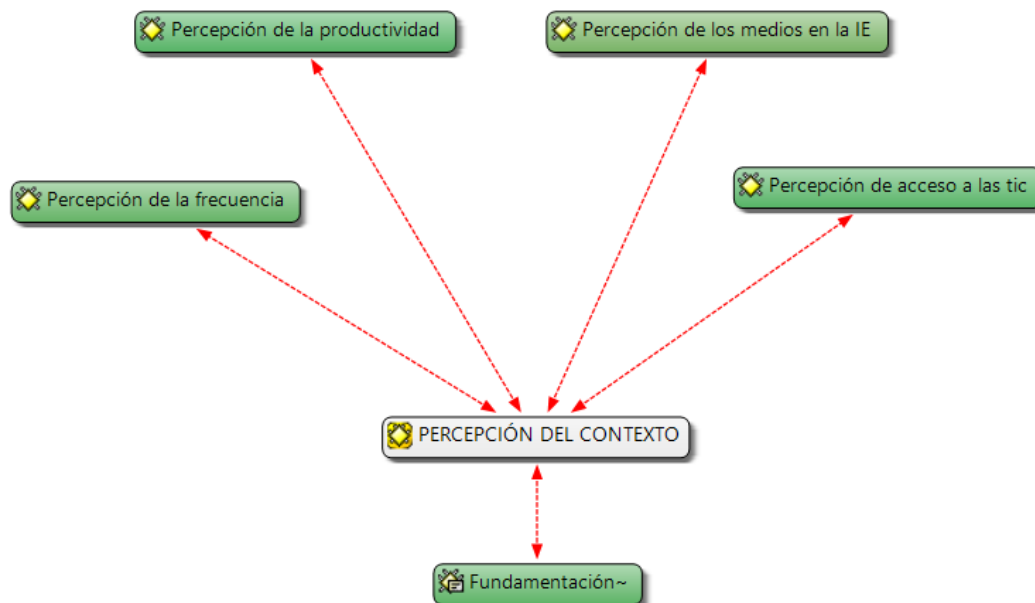 Percepción de la productividad
Percepción de los medios en la IE
Percepción de la frecuencia
Percepción de acceso a las tic
PERCEPCIÓN DEL CONTEXTO
Fundamentación~